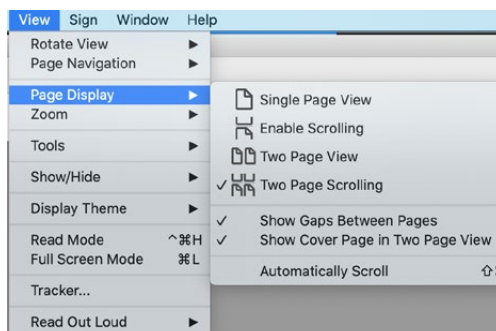 View Sign Window Help
Rotate View
Page Navigation
Page Display
Zoom
Tools
Show/Hide
Display Theme
Read Mode ^⌘H
Full Screen Mode ⌘L
Tracker...
Read Out Loud
Single Page View
Enable Scrolling
Two Page View
✓ Two Page Scrolling
✓ Show Gaps Between Pages
✓ Show Cover Page in Two Page View
Automatically Scroll ⇧